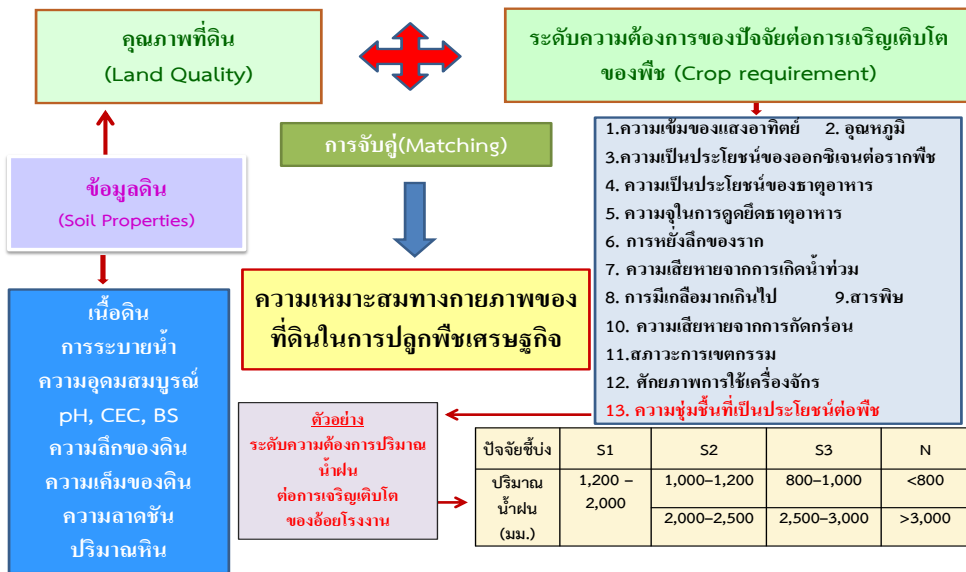 คุณภาพที่ดิน
(Land Quality)
ระดับความต้องการของปัจจัยต่อการเจริญเติบโต
ของพืช (Crop requirement)
การจับคู่(Matching)
ข้อมูลดิน
(Soil Properties)
1.ความเข้มของแสงอาทิตย์ 2. อุณหภูมิ
3.ความเป็นประโยชน์ของออกซิเจนต่อรากพืช
4. ความเป็นประโยชน์ของธาตุอาหาร
5. ความจุในการดูดยึดธาตุอาหาร
6. การหยั่งลึกของราก
7. ความเสียหายจากการเกิดน้ำท่วม
8. การมีเกลือมากเกินไป 9.สารพิษ
10. ความเสียหายจากการกัดกร่อน
11.สภาวะการเขตกรรม
12. ศักยภาพการใช้เครื่องจักร
13. ความชุ่มชื้นที่เป็นประโยชน์ต่อพืช
ความเหมาะสมทางกายภาพของ
ที่ดินในการปลูกพืชเศรษฐกิจ
เนื้อดิน
การระบายน้ำ
ความอุดมสมบูรณ์
pH, CEC, BS
ความลึกของดิน
ความเค็มของดิน
ความลาดชัน
ปริมาณหิน
ตัวอย่าง
ระดับความต้องการปริมาณ
น้ำฝน
ต่อการเจริญเติบโต
ของอ้อยโรงงาน
ปัจจัยชี้บ่ง S1 S2 S3 N
ปริมาณ 1,200 – 1,000–1,200 800–1,000 <800
น้ำฝน 2,000 2,000–2,500 2,500–3,000 >3,000
(มม.)